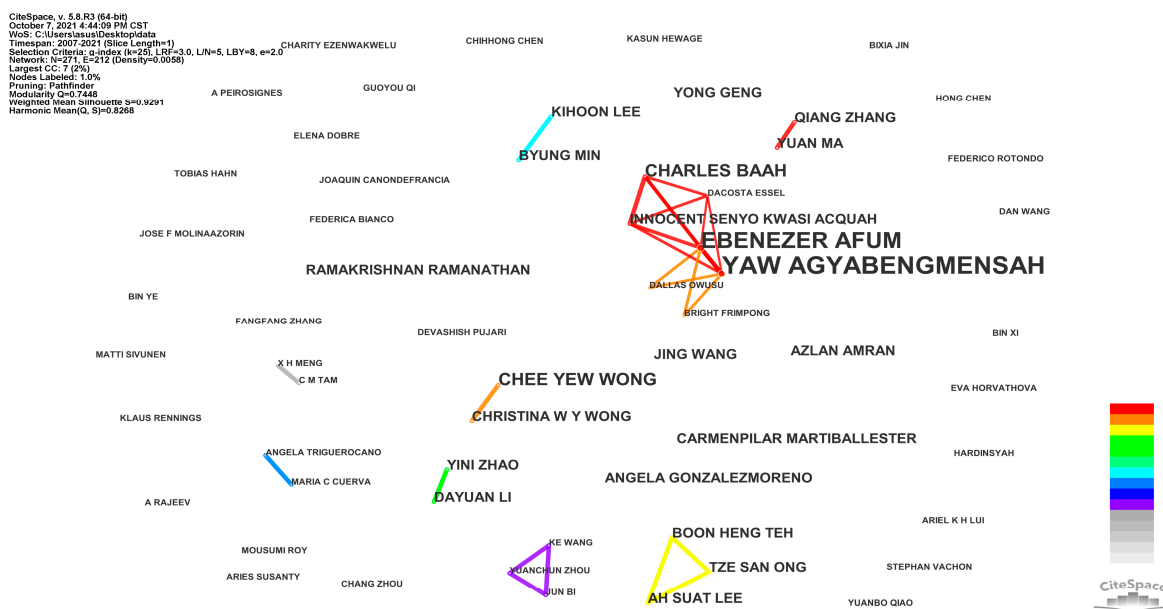 CiteSpace, v. 5.8.R3 (64-bit)
October 7, 2021 4:44:09 PM CST
WoS: C:\Users\asus\Desktop\data
Timespan: 2007-2021 (Slice Length=1)
Selection Criteria: g-index (k=25), LRF=3.0, L/N=5, LBY=8, e=2.0
Network: N=271, E=212 (Density=0.0058)
Largest CC: 7 (2%)
Nodes Labeled: 1.0%
Pruning: Pathfinder
Modularity Q=0.7448
Weighted Mean Silhouette S=0.9291
Harmonic Mean(Q, S)=0.8268
CHARITY EZENWAKWELU
CHIHHONG CHEN
KASUN HEWAGE
BIXIA JIN
A PEIROSIGNES
GUOYOU QI
YONG GENG
HONG CHEN
KIHOON LEE
QIANG ZHANG
ELENA DOBRE
YUAN MA
BYUNG MIN
FEDERICO ROTONDO
TOBIAS HAHN
JOAQUIN CANONDEFRANCIA
CHARLES BAAH
DACOSTA ESSEL
FEDERICA BIANCO
INNOCENT SENYO KWASI ACQUAH
DAN WANG
JOSE F MOLINAAZORIN
EBENEZER AFUM
RAMAKRISHNAN RAMANATHAN
YAW AGYABENGMENSAH
DALLAS OWUSU
BIN YE
BRIGHT FRIMPONG
FANGFANG ZHANG
DEVASHISH PUJARI
BIN XI
MATTI SIVUNEN
JING WANG
AZLAN AMRAN
X H MENG
C M TAM
CHEE YEW WONG
EVA HORVATHOVA
KLAUS RENNINGS
CHRISTINA W Y WONG
CARMENPILAR MARTIBALLESTER
ANGELA TRIGUEROCANO
HARDINSYAH
YINI ZHAO
MARIA C CUERVA
ANGELA GONZALEZMORENO
A RAJEEV
DAYUAN LI
ARIEL K H LUI
BOON HENG TEH
KE WANG
MOUSUMI ROY
YUANCHUN ZHOU
TZE SAN ONG
STEPHAN VACHON
ARIES SUSANTY
CHANG ZHOU
JUN BI
AH SUAT LEE
YUANBO QIAO
CiteSpace